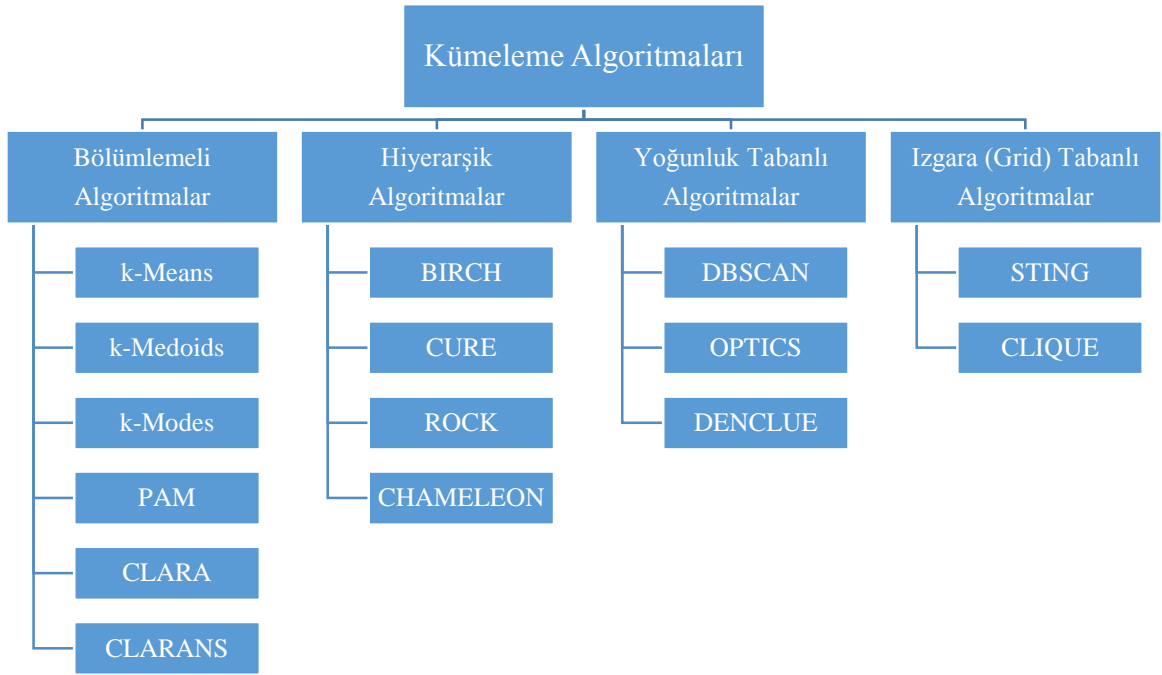 Kümeleme Algoritmaları
Bölümlemeli
Algoritmalar
k-Means
k-Medoids
k-Modes
PAM
CLARA
CLARANS
Hiyerarşik
Algoritmalar
BIRCH
CURE
ROCK
CHAMELEON
Yoğunluk Tabanlı
Algoritmalar
DBSCAN
OPTICS
DENCLUE
Izgara (Grid) Tabanlı
Algoritmalar
STING
CLIQUE